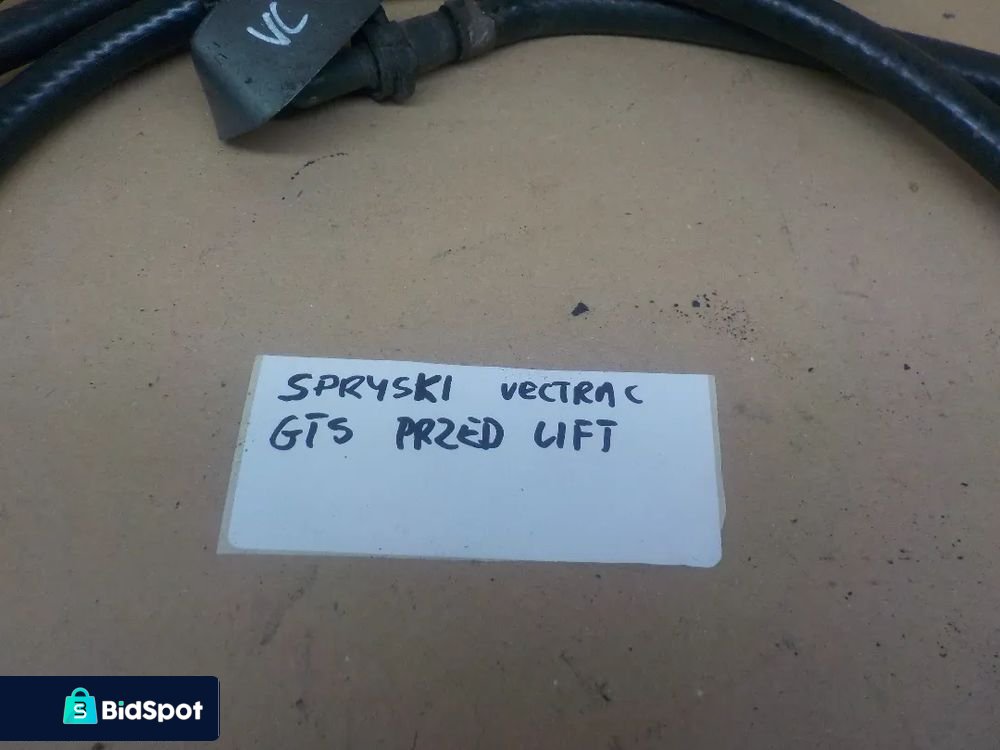 VC
SPRYSKI VECTRA C
GTS PRZED LIFT
BidSpot